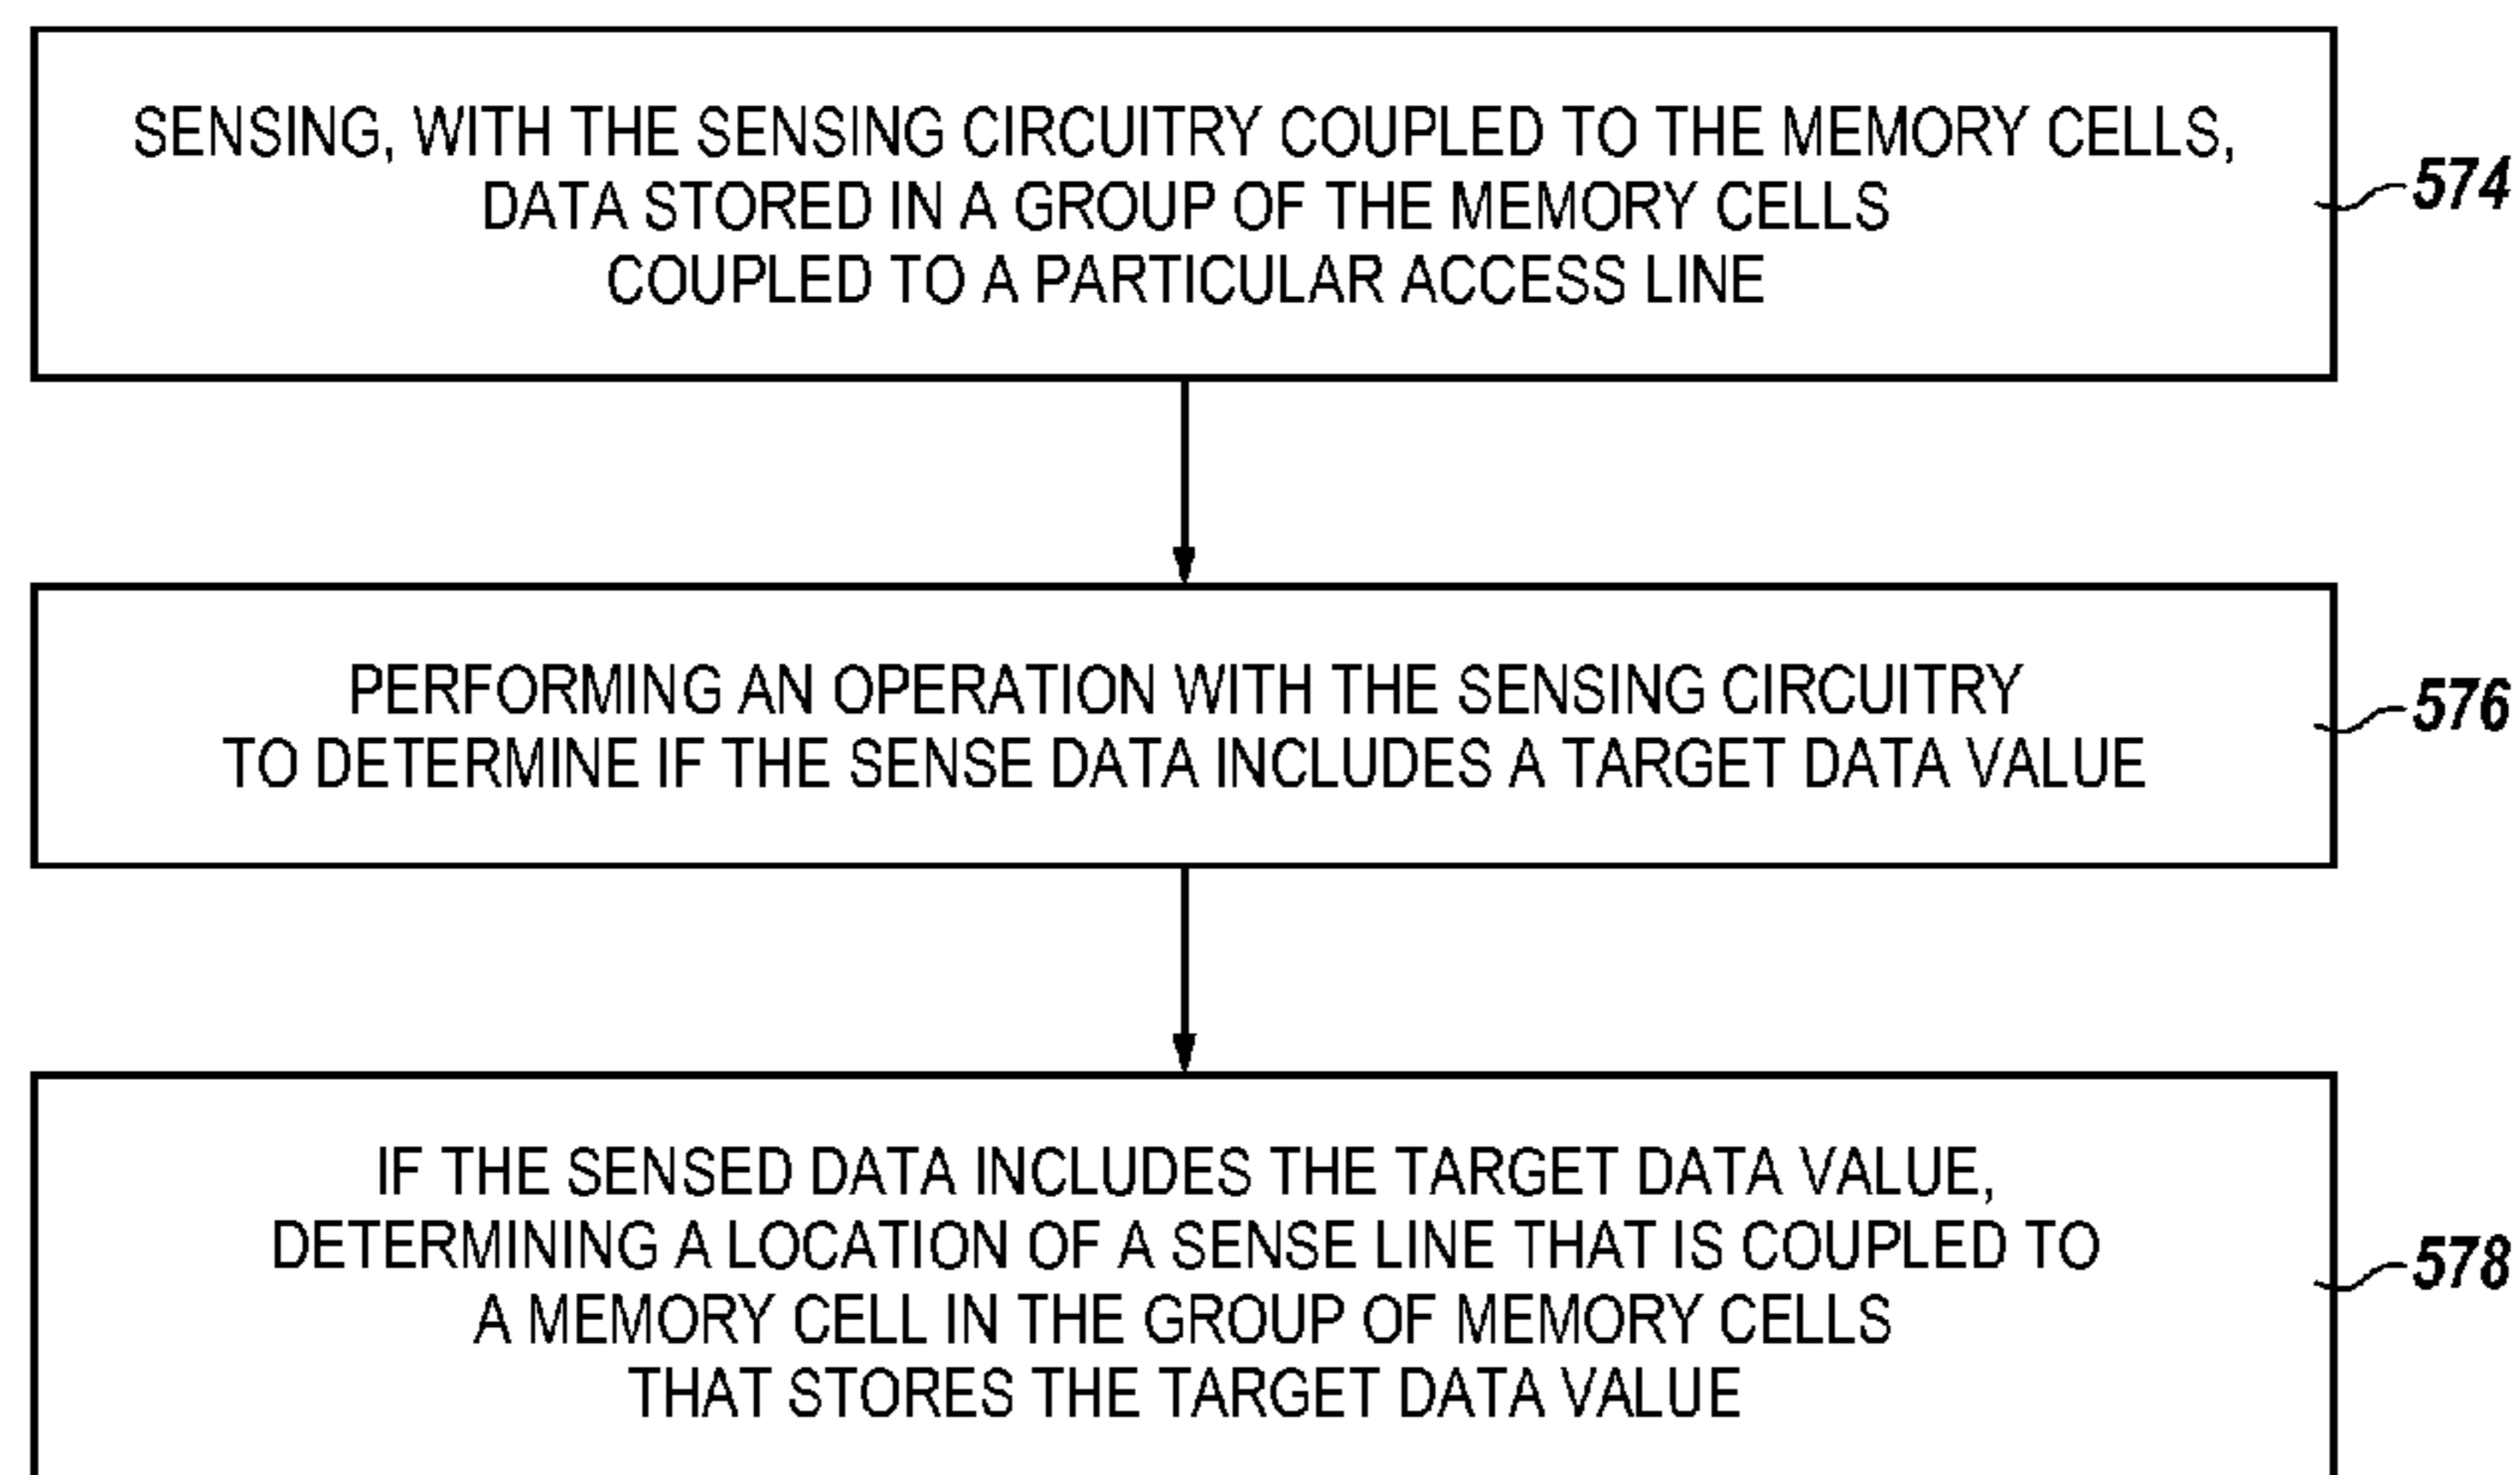 SENSING, WITH THE SENSING CIRCUITRY COUPLED TO THE MEMORY CELLS,
DATA STORED IN A GROUP OF THE MEMORY CELLS
COUPLED TO A PARTICULAR ACCESS LINE
574
PERFORMING AN OPERATION WITH THE SENSING CIRCUITRY
TO DETERMINE IF THE SENSE DATA INCLUDES A TARGET DATA VALUE
576
IF THE SENSED DATA INCLUDES THE TARGET DATA VALUE,
DETERMINING A LOCATION OF A SENSE LINE THAT IS COUPLED TO
A MEMORY CELL IN THE GROUP OF MEMORY CELLS
THAT STORES THE TARGET DATA VALUE
578